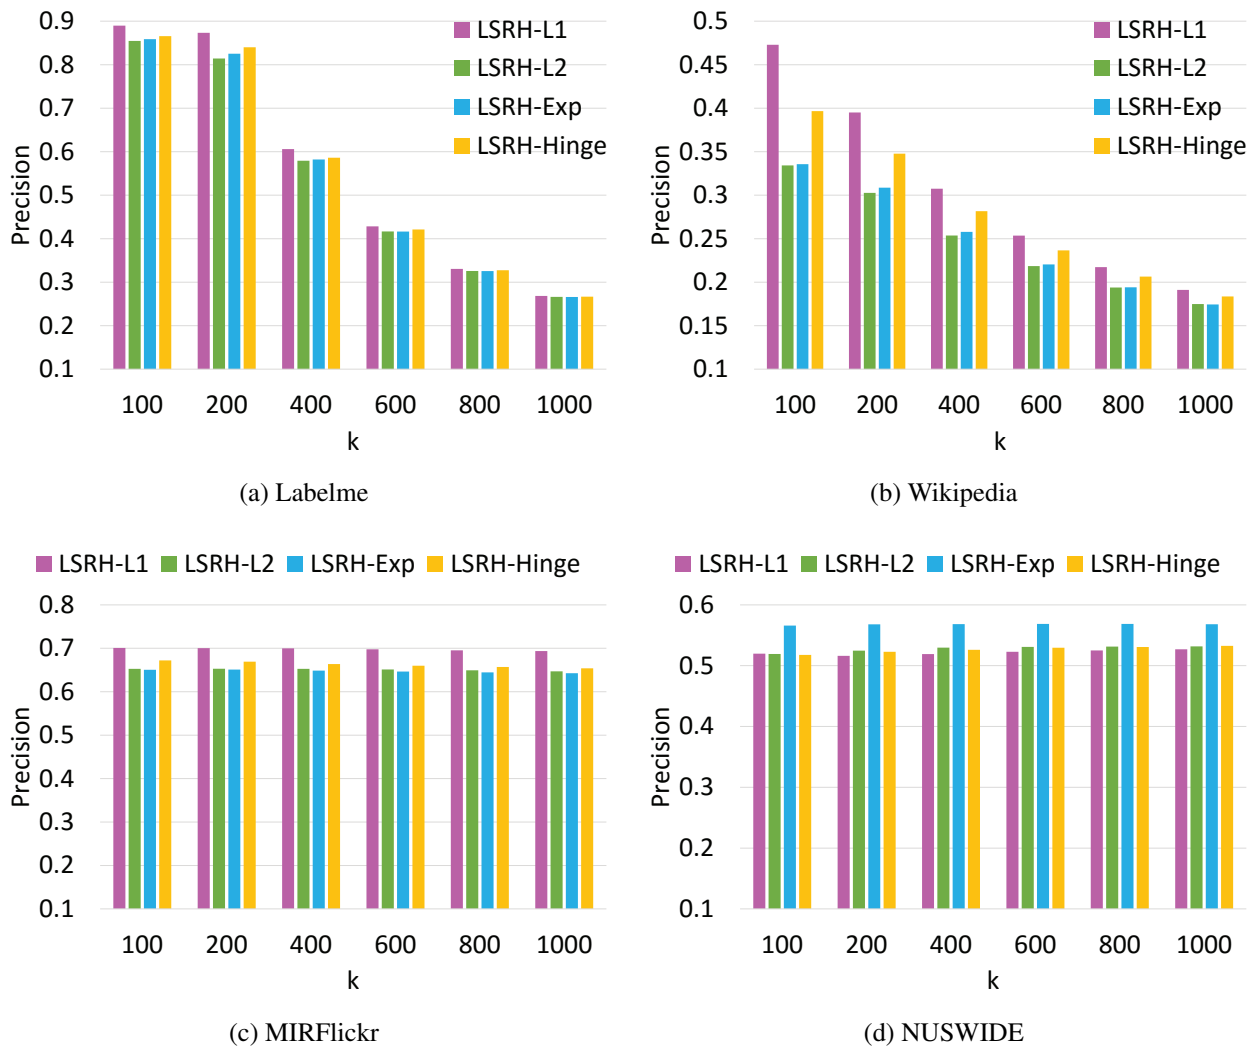 LSRH-L1
LSRH-L2
LSRH-Exp
LSRH-Hinge
0.9
0.8
0.7
0.6
0.5
0.4
0.3
0.2
0.1
Precision
100 200 400 600 800 1000
k
(a) Labelme
LSRH-L1
LSRH-L2
LSRH-Exp
LSRH-Hinge
0.5
0.45
0.4
0.35
0.3
0.25
0.2
0.15
0.1
Precision
100 200 400 600 800 1000
k
(b) Wikipedia
LSRH-L1 LSRH-L2 LSRH-Exp LSRH-Hinge
0.8
0.7
0.6
0.5
0.4
0.3
0.2
0.1
Precision
100 200 400 600 800 1000
k
(c) MIRFlickr
LSRH-L1 LSRH-L2 LSRH-Exp LSRH-Hinge
0.6
0.5
0.4
0.3
0.2
0.1
Precision
100 200 400 600 800 1000
k
(d) NUSWIDE